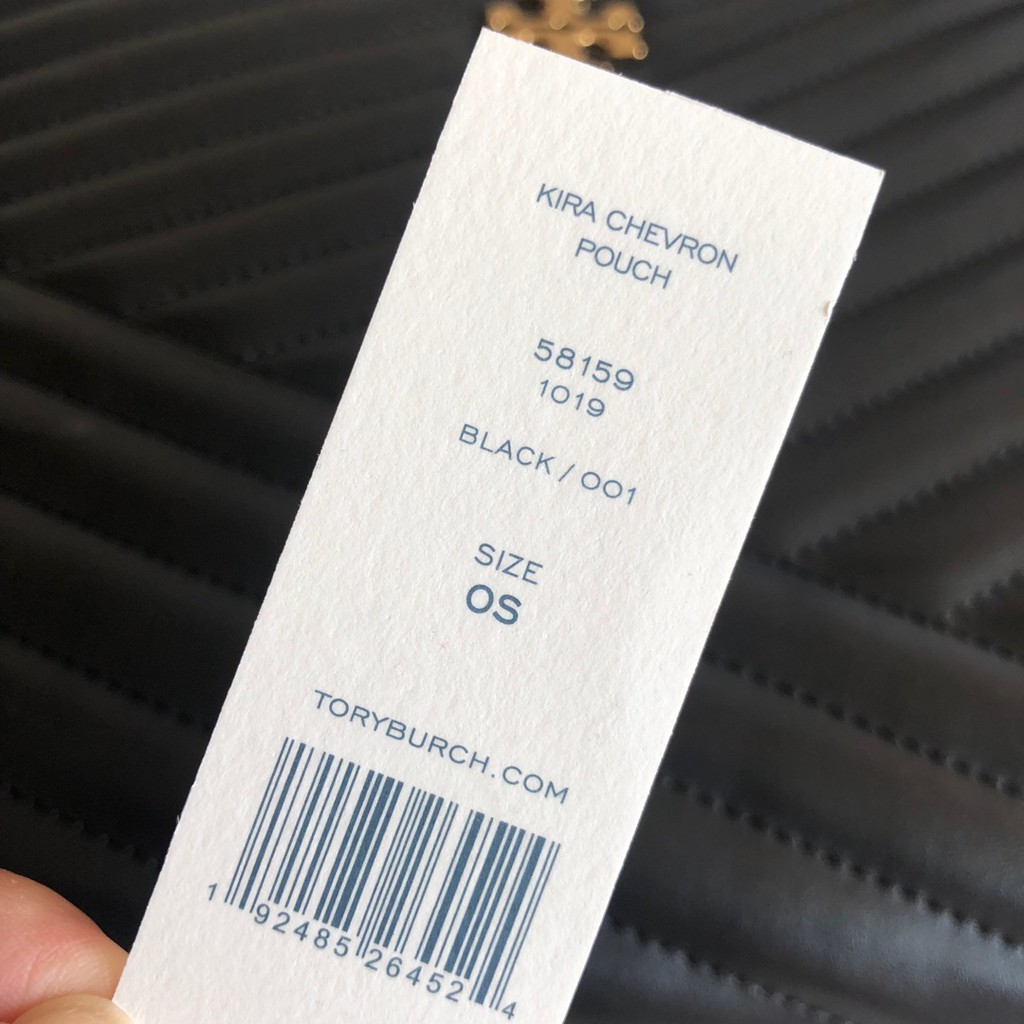 KIRA CHEVRON
POUCH
58159
1019
BLACK / 001
SIZE
OS
TORYBURCH.COM
1 92485 26452 4